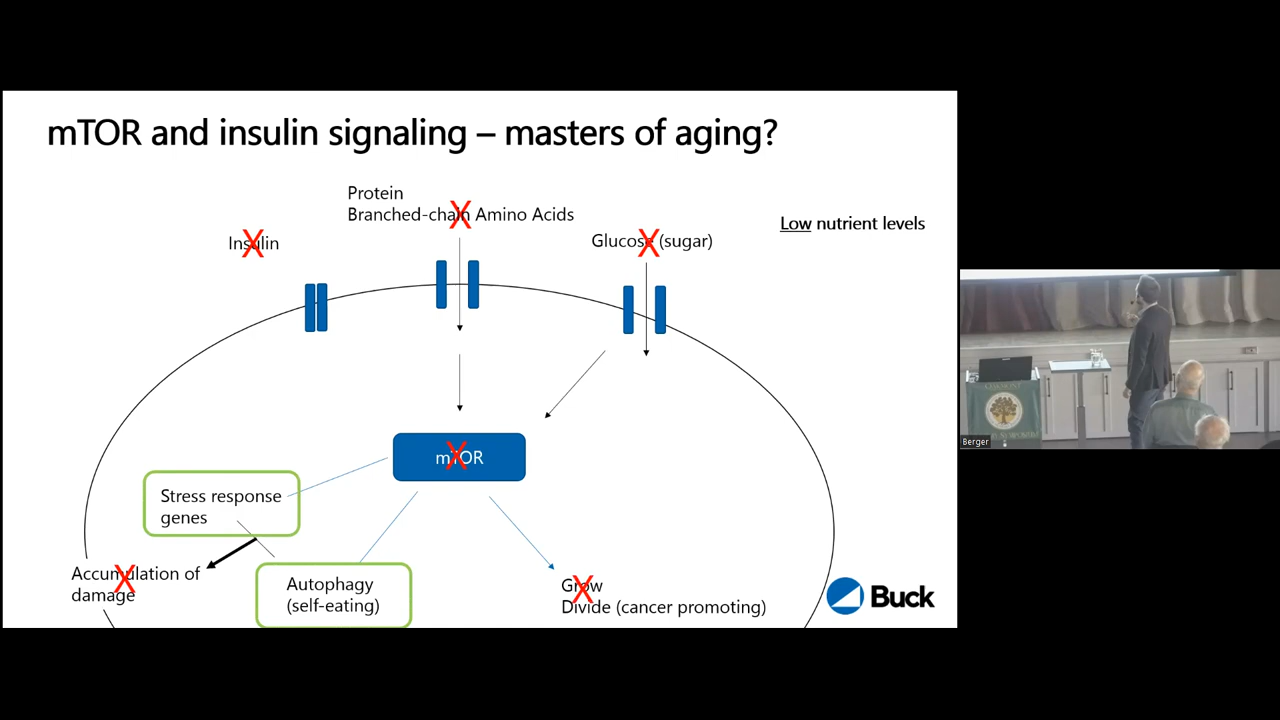 mTOR and insulin signaling – masters of aging?
Protein
Branched-chain Amino Acids
Low nutrient levels
Insulin
Glucose (sugar)
mTOR
Stress response
genes
Accumulation of
damage
Autophagy
(self-eating)
Grow
Divide (cancer promoting)
Buck
Berger